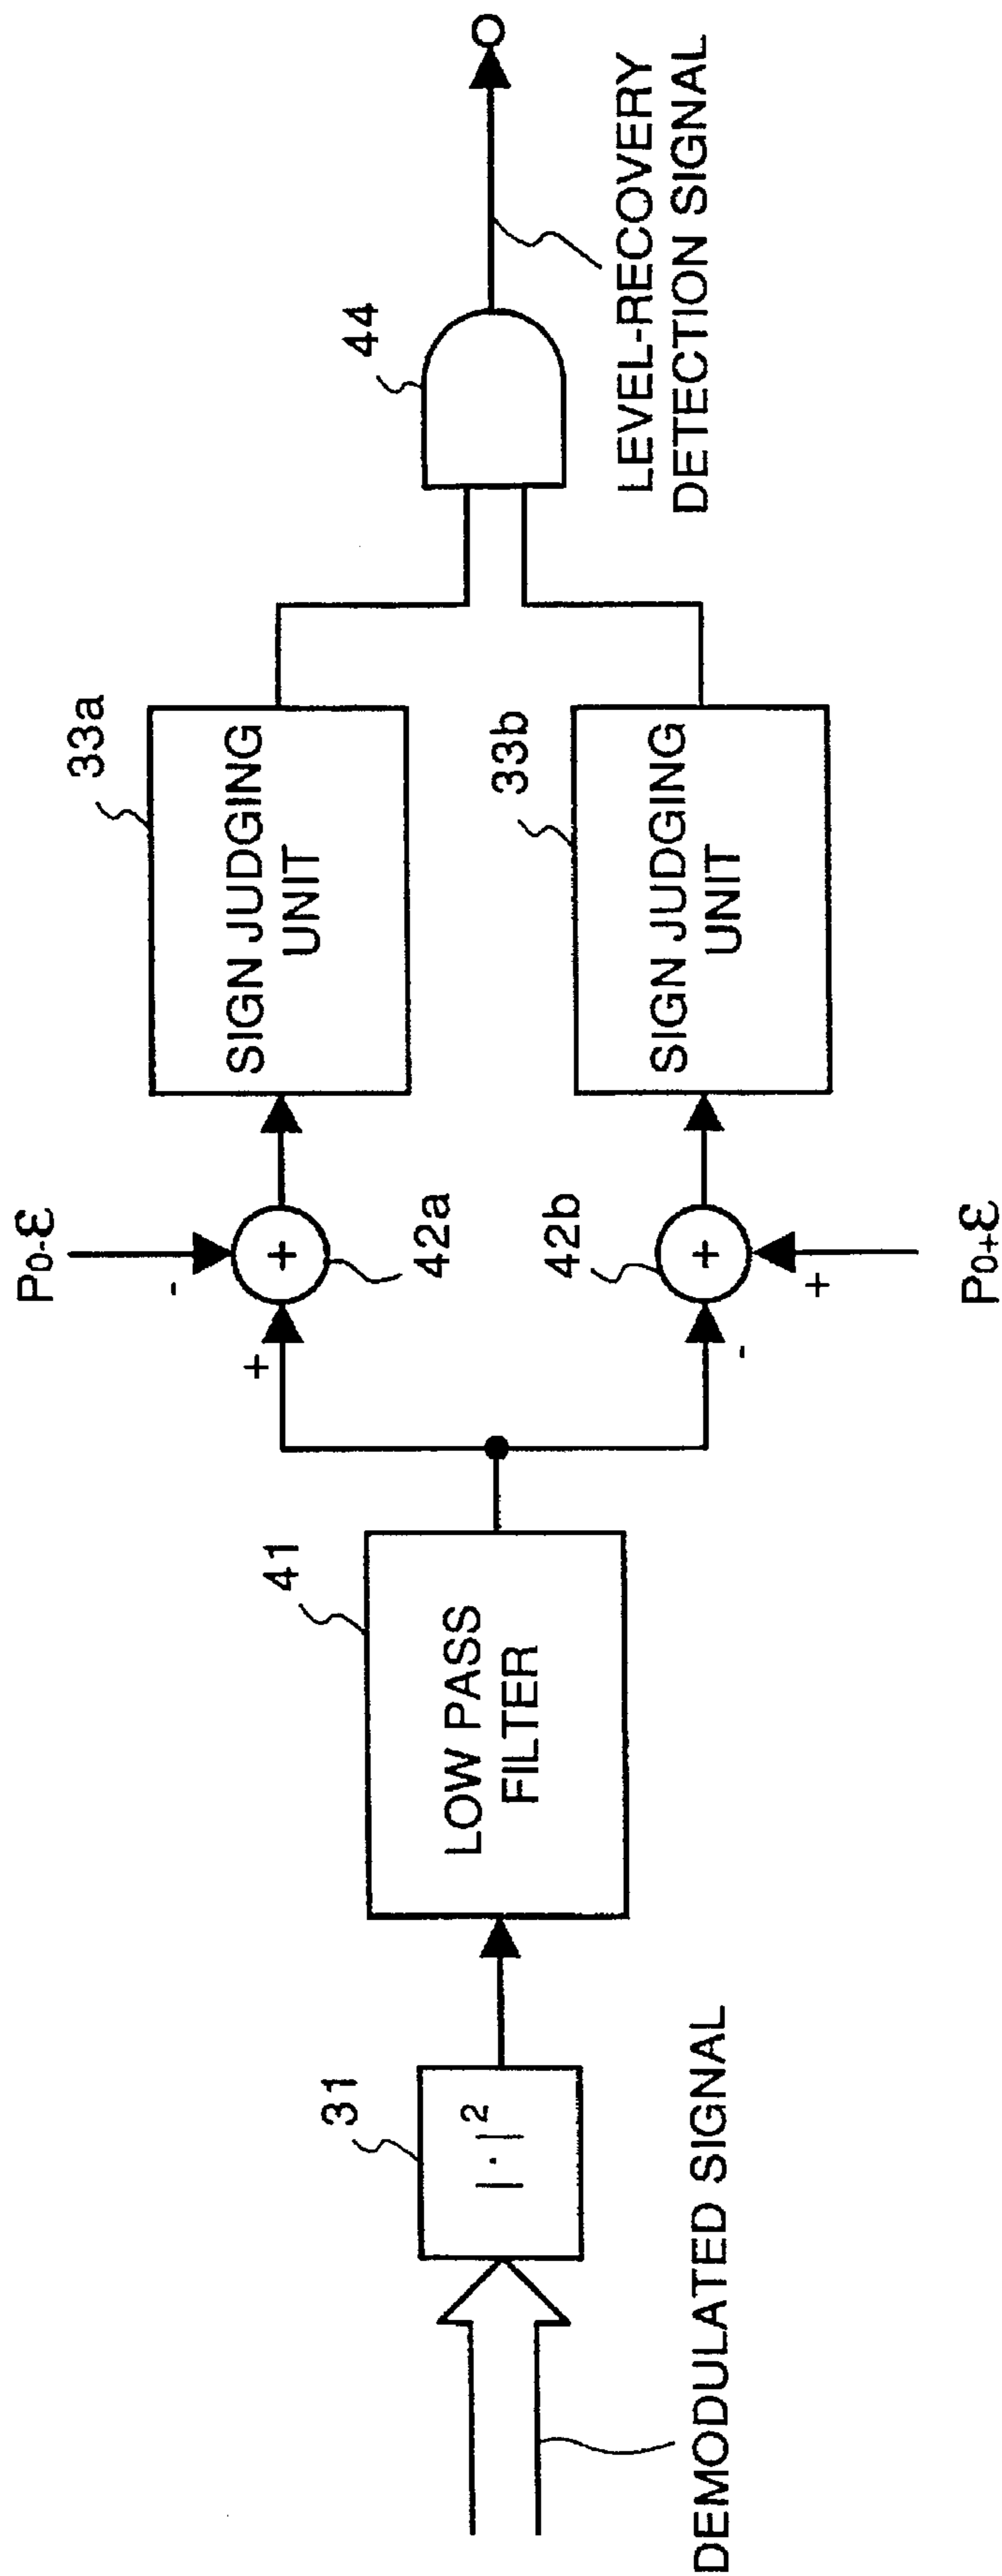 DEMODULATED SIGNAL
31
|·|²
41
LOW PASS
FILTER
P0-ε
-
+
+
42a
42b
+
-
+
P0+ε
33a
SIGN JUDGING
UNIT
33b
SIGN JUDGING
UNIT
44
LEVEL-RECOVERY
DETECTION SIGNAL